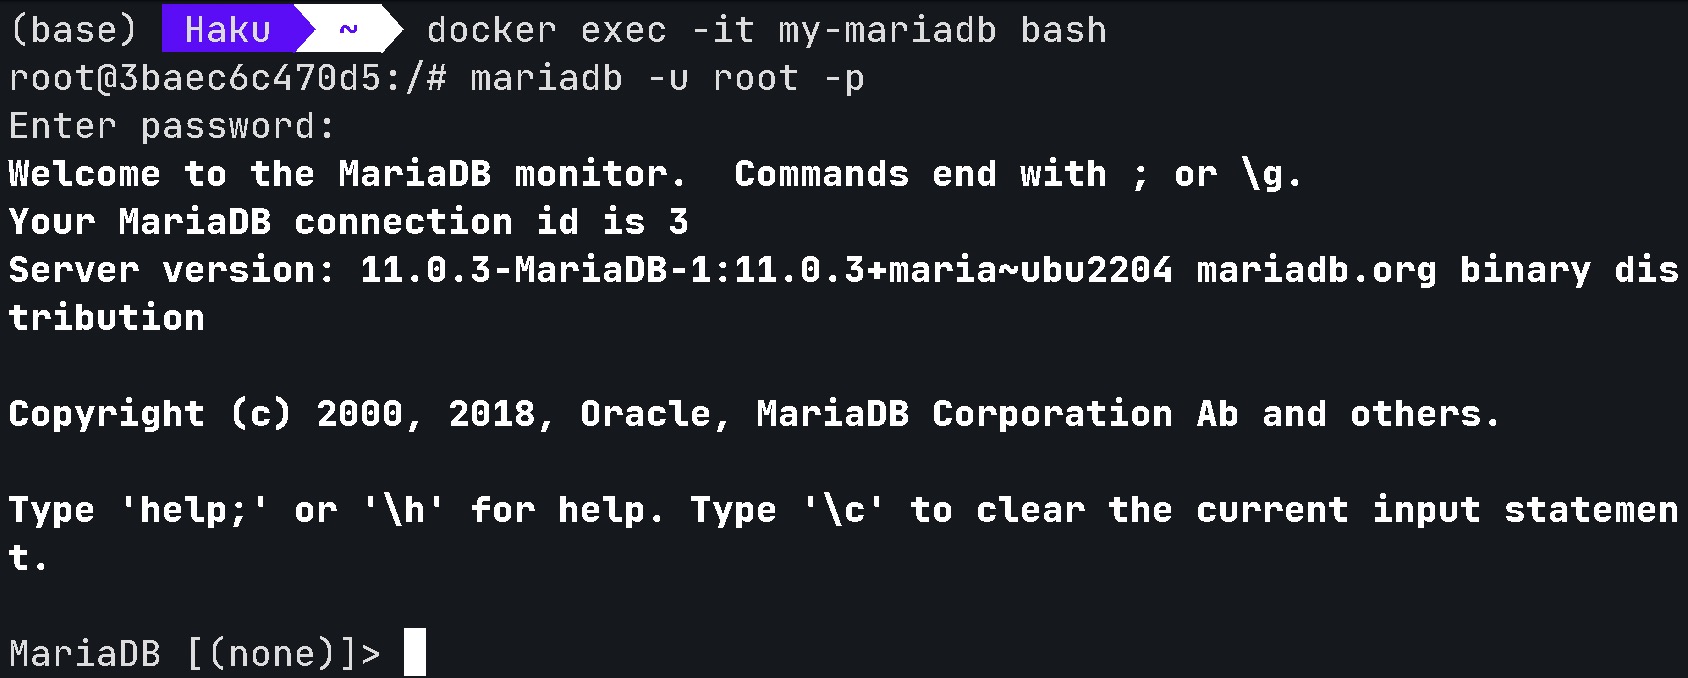 (base) Haku ~ docker exec -it my-mariadb bash
root@3baec6c470d5:/# mariadb -u root -p
Enter password:
Welcome to the MariaDB monitor.  Commands end with ; or \g.
Your MariaDB connection id is 3
Server version: 11.0.3-MariaDB-1:11.0.3+maria~ubu2204 mariadb.org binary dis
tribution
Copyright (c) 2000, 2018, Oracle, MariaDB Corporation Ab and others.
Type 'help;' or '\h' for help. Type '\c' to clear the current input statemen
t.
MariaDB [(none)]>